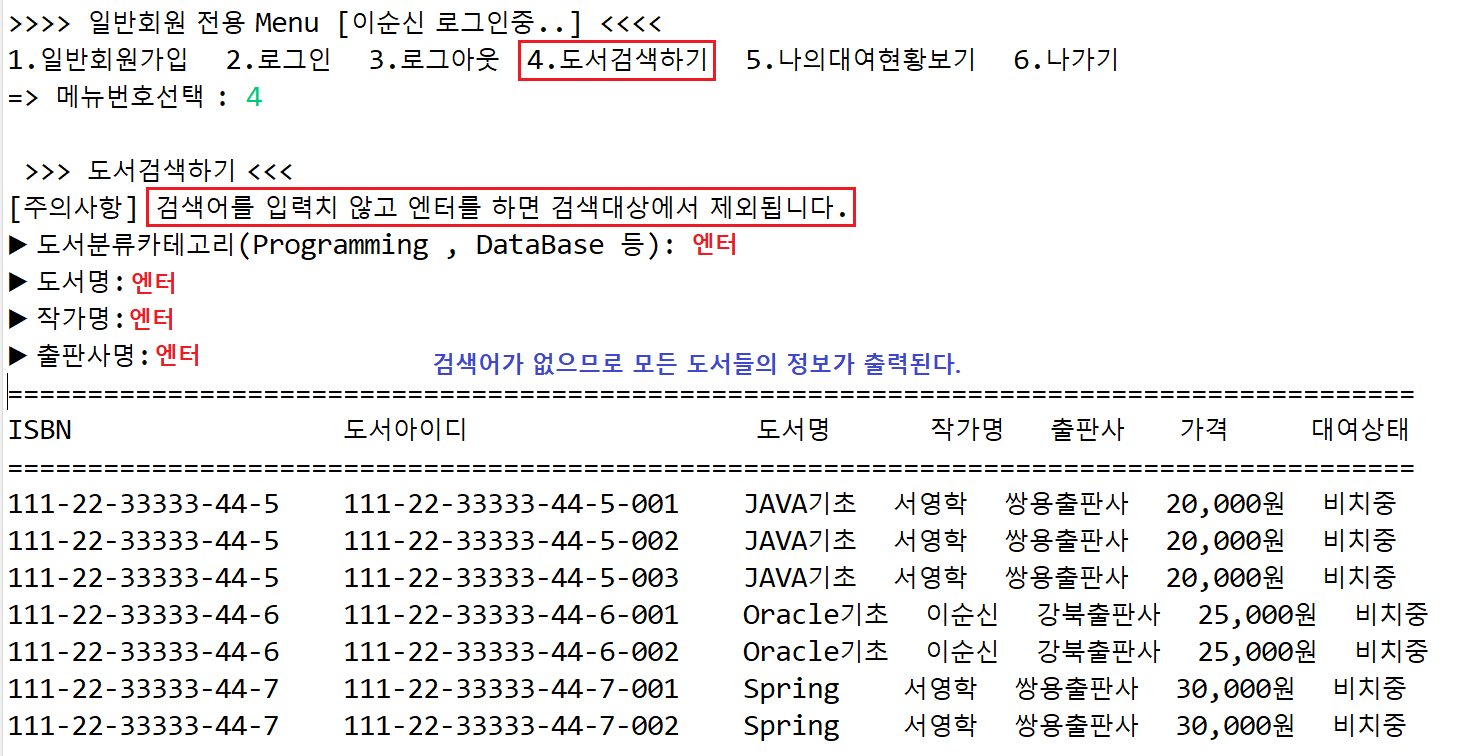 >>>> 일반회원 전용 Menu [이순신 로그인중..] <<<<
1.일반회원가입  2.로그인  3.로그아웃  4.도서검색하기  5.나의대여현황보기  6.나가기
=> 메뉴번호선택 : 4
>>> 도서검색하기 <<<
[주의사항] 검색어를 입력치 않고 엔터를 하면 검색대상에서 제외됩니다.
▶ 도서분류카테고리(Programming , DataBase 등): 엔터
▶ 도서명: 엔터
▶ 작가명: 엔터
▶ 출판사명: 엔터
검색어가 없으므로 모든 도서들의 정보가 출력된다.
========================================================================================
ISBN  도서아이디  도서명  작가명  출판사  가격  대여상태
========================================================================================
111-22-33333-44-5  111-22-33333-44-5-001  JAVA기초  서영학  쌍용출판사  20,000원  비치중
111-22-33333-44-5  111-22-33333-44-5-002  JAVA기초  서영학  쌍용출판사  20,000원  비치중
111-22-33333-44-5  111-22-33333-44-5-003  JAVA기초  서영학  쌍용출판사  20,000원  비치중
111-22-33333-44-6  111-22-33333-44-6-001  Oracle기초  이순신  강북출판사  25,000원  비치중
111-22-33333-44-6  111-22-33333-44-6-002  Oracle기초  이순신  강북출판사  25,000원  비치중
111-22-33333-44-7  111-22-33333-44-7-001  Spring  서영학  쌍용출판사  30,000원  비치중
111-22-33333-44-7  111-22-33333-44-7-002  Spring  서영학  쌍용출판사  30,000원  비치중